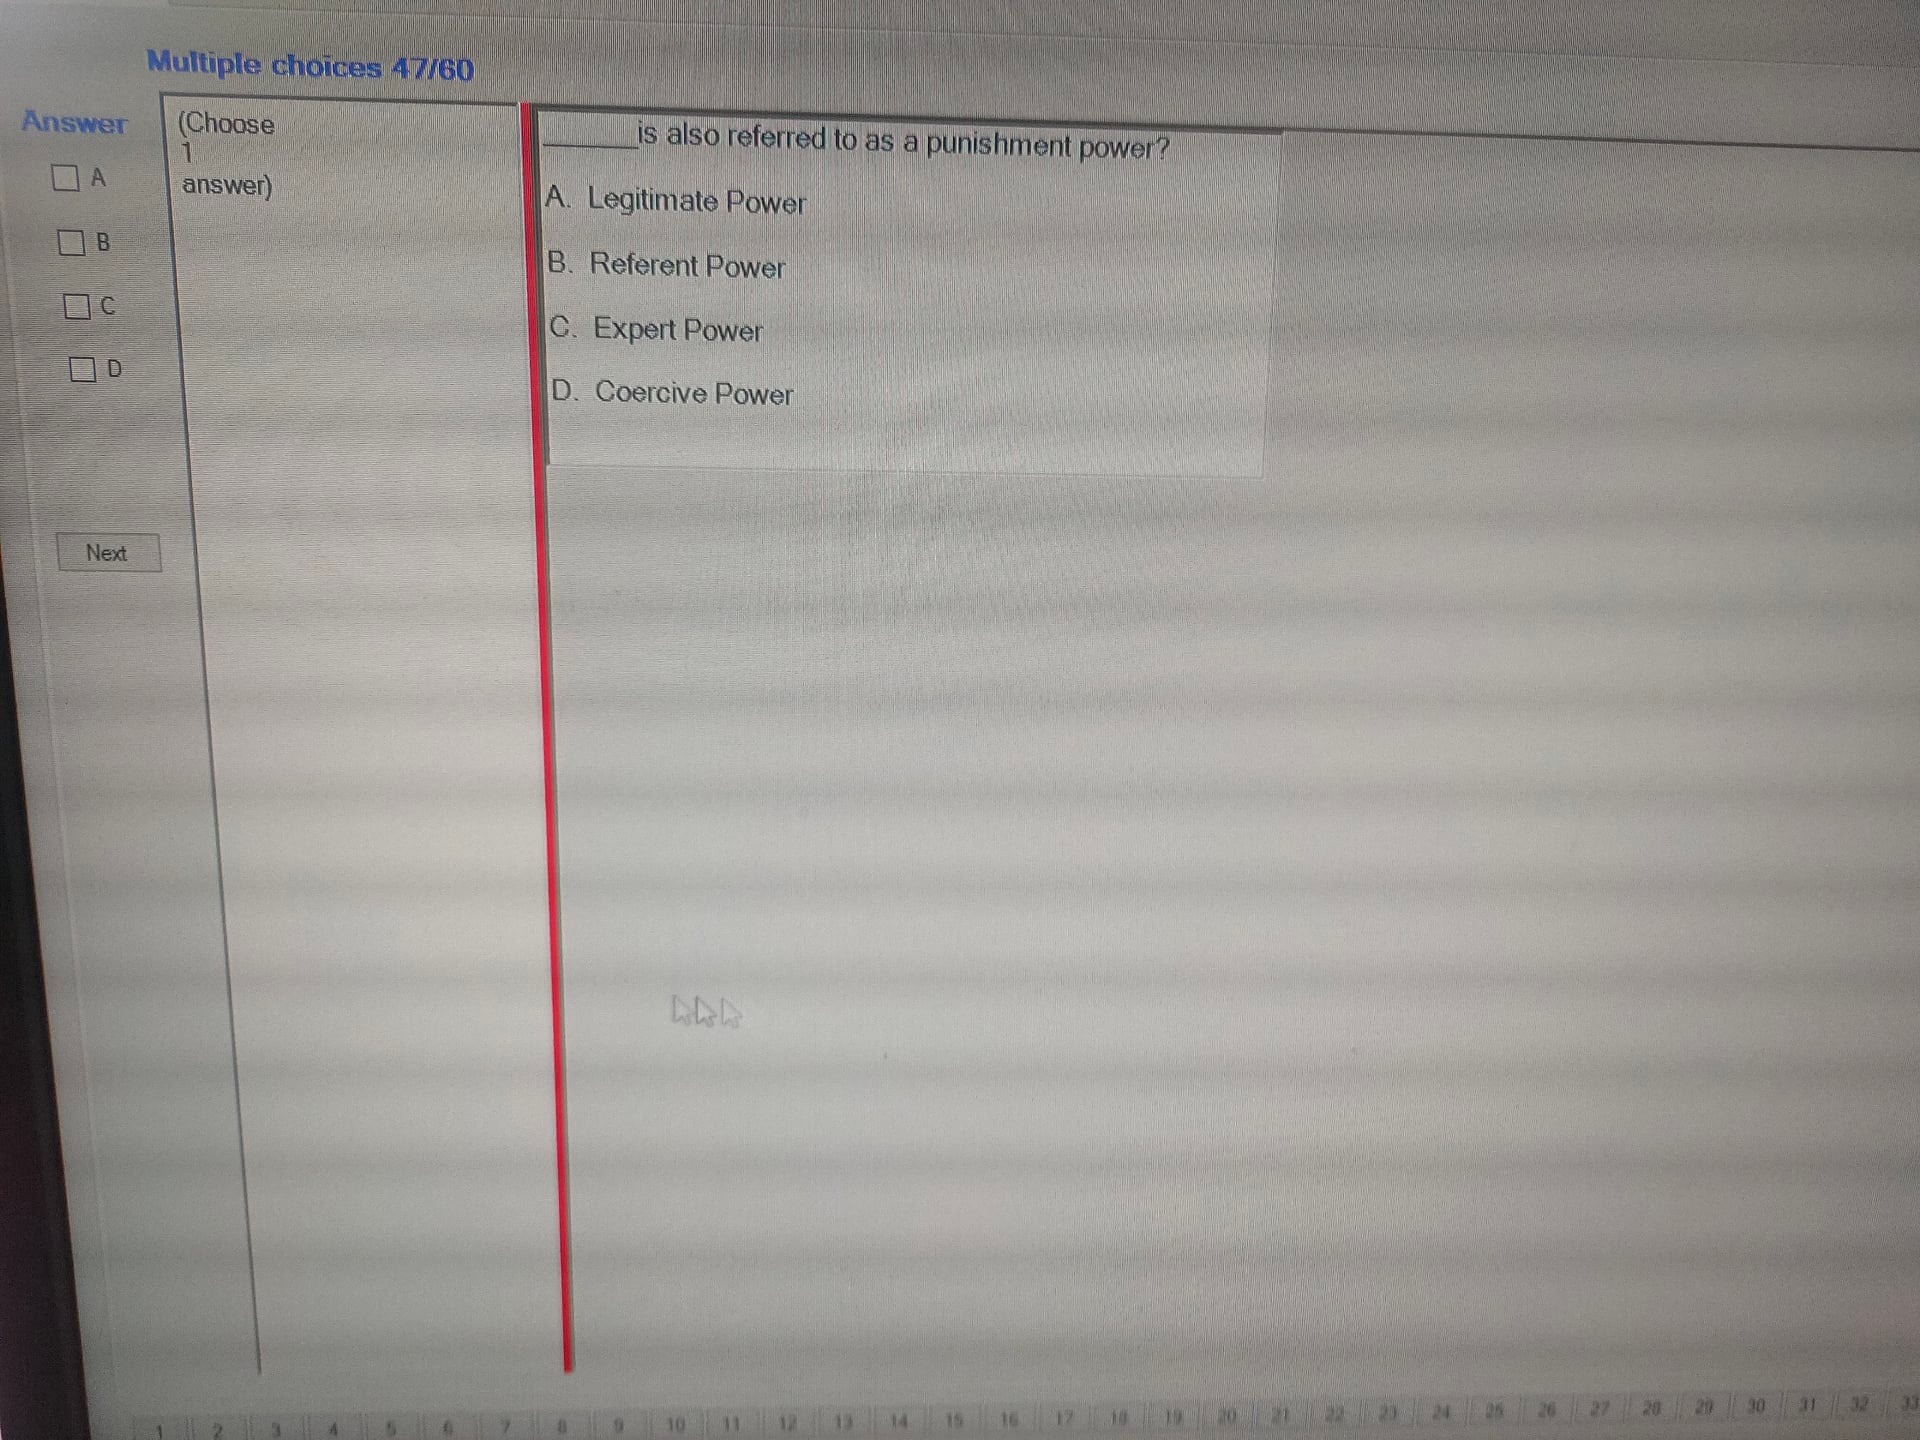 Multiple choices 47/60
Answer
A
B
C
D
Next
(Choose
1
answer)
______is also referred to as a punishment power?
A. Legitimate Power
B. Referent Power
C. Expert Power
D. Coercive Power
1 2 3 4 5 6 7 8 9 10 11 12 13 14 15 16 17 18 19 20 21 22 23 24 25 26 27 28 29 30 31 32 33